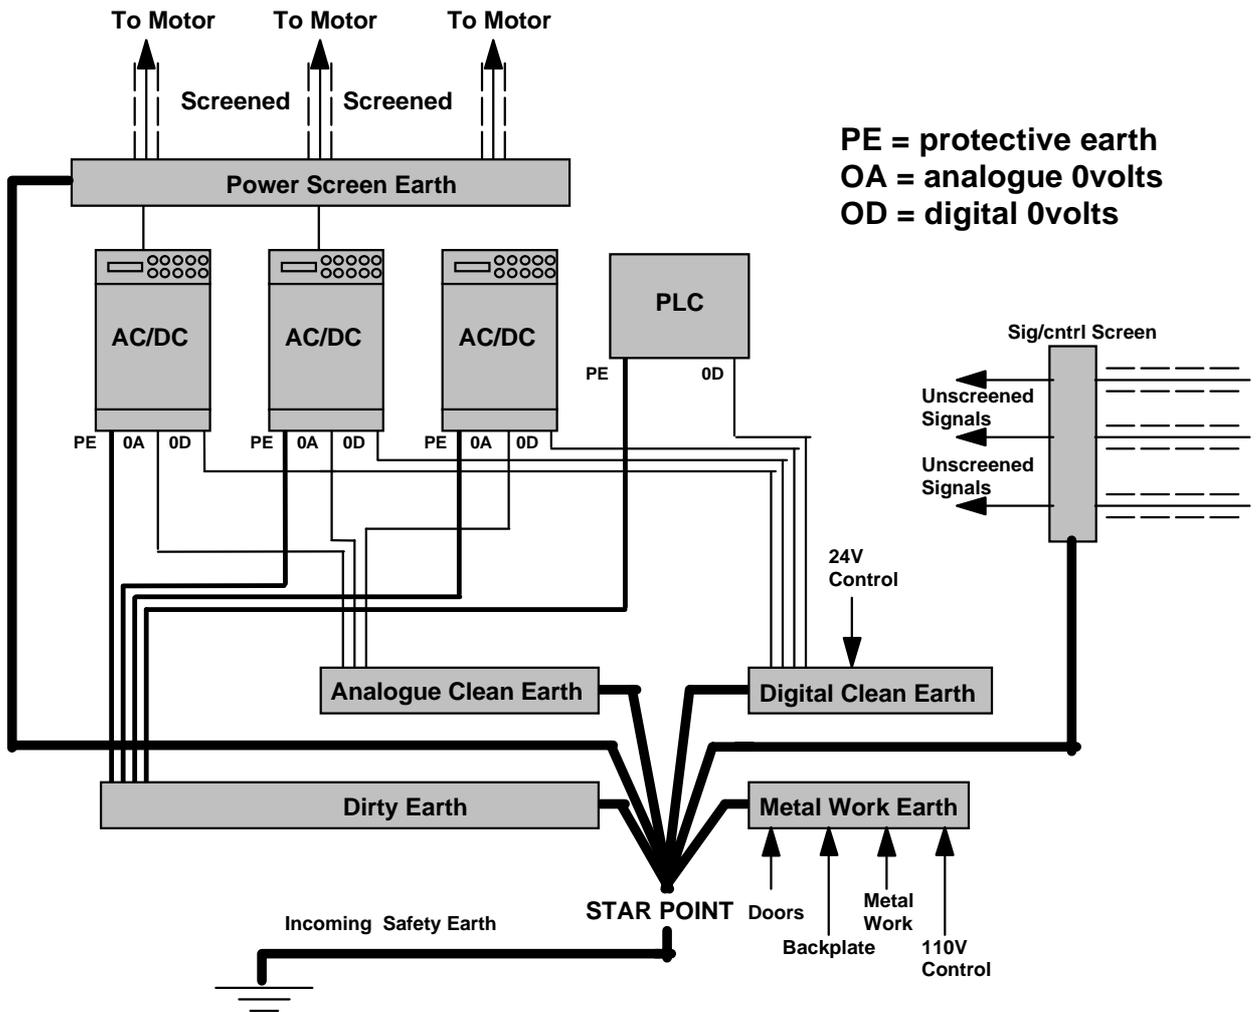 To Motor
To Motor
To Motor
Screened
Screened
PE = protective earth
OA = analogue 0volts
OD = digital 0volts
Power Screen Earth
AC/DC
AC/DC
AC/DC
PLC
Sig/cntrl Screen
PE
0D
Unscreened
Signals
PE
0A
0D
PE
0A
0D
PE
0A
0D
Unscreened
Signals
24V
Control
Analogue Clean Earth
Digital Clean Earth
Dirty Earth
Metal Work Earth
STAR POINT
Doors
Metal
Work
Incoming Safety Earth
Backplate
110V
Control